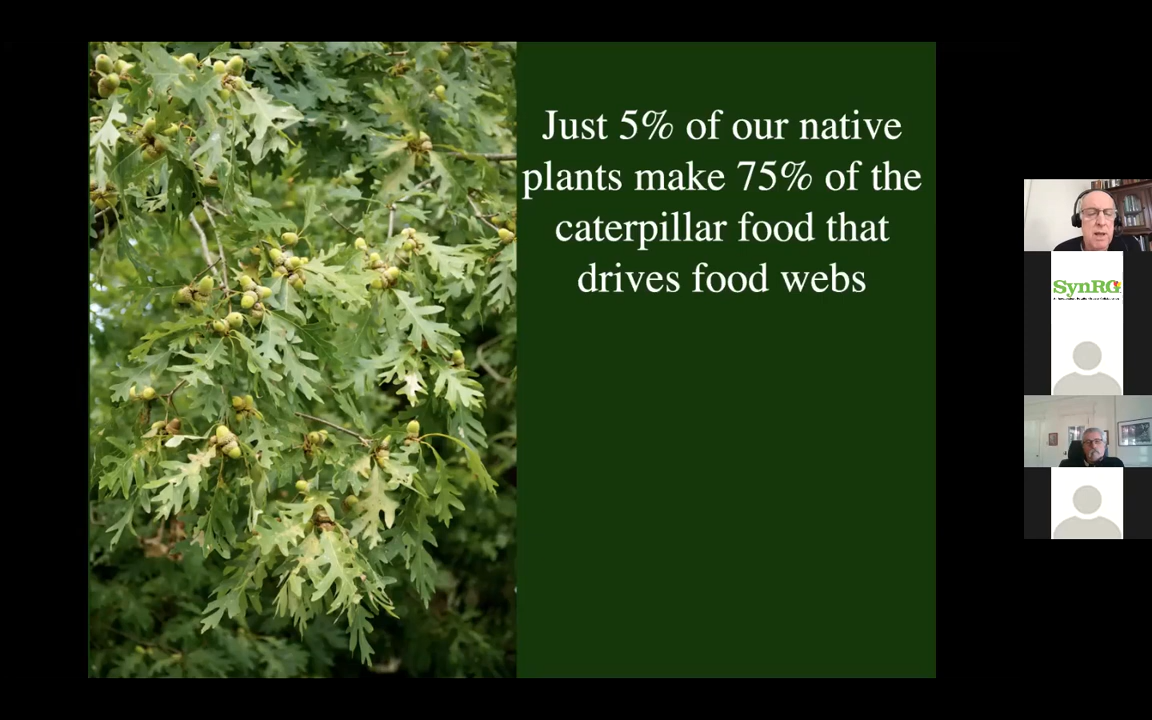 Just 5% of our native
plants make 75% of the
caterpillar food that
drives food webs
SynRG